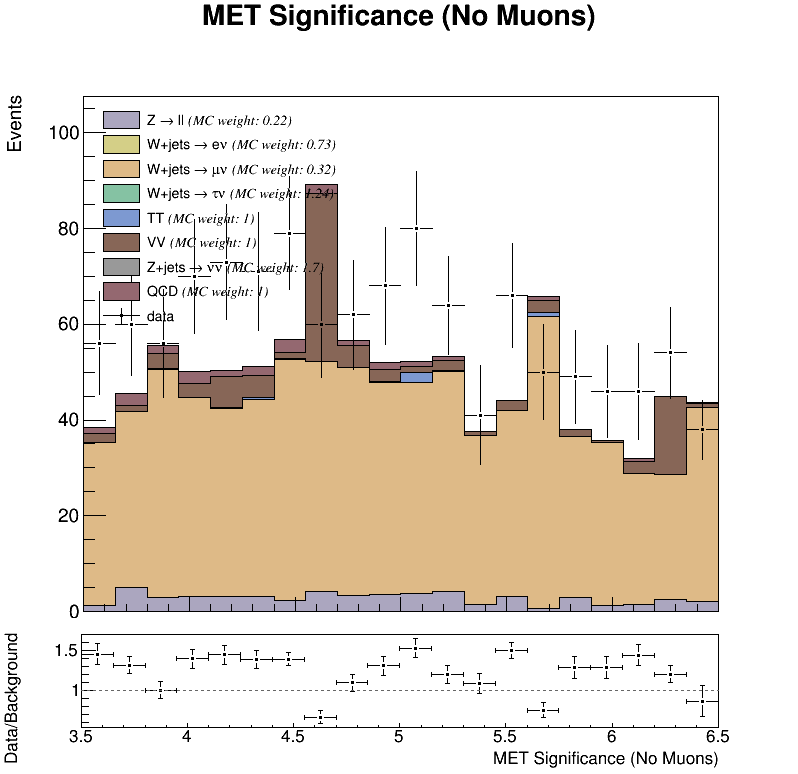 MET Significance (No Muons)
Events
100
80
60
40
20
0
Z → ll (MC weight: 0.22)
W+jets → eν (MC weight: 0.73)
W+jets → μν (MC weight: 0.32)
W+jets → τν (MC weight: 1.24)
TT (MC weight: 1)
VV (MC weight: 1)
Z+jets → νν (MC weight: 1.7)
QCD (MC weight: 1)
data
Data/Background
1.5
1
3.5 4 4.5 5 5.5 6 6.5
MET Significance (No Muons)